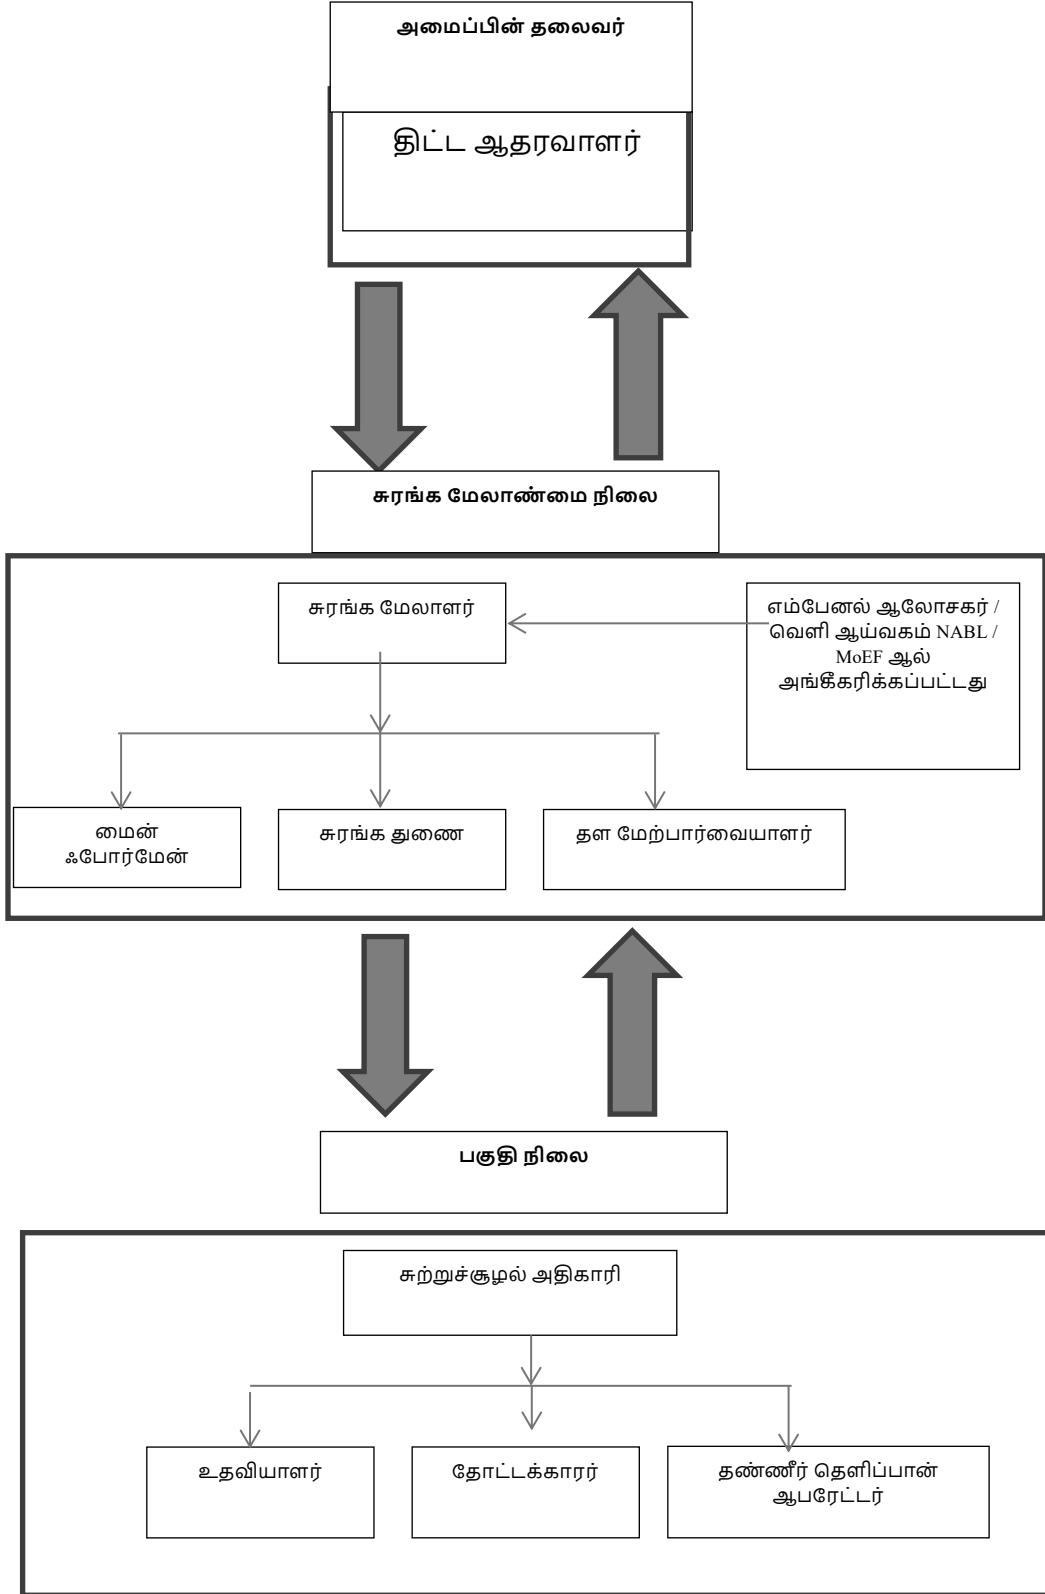 அமைப்பின் தலைவர்
திட்ட ஆதரவாளர்
சுரங்க மேலாண்மை நிலை
சுரங்க மேலாளர்
எம்பேனல் ஆலோசகர் /
வெளி ஆய்வகம் NABL /
MoEF ஆல்
அங்கீகரிக்கப்பட்டது
மைன்
ஃபோர்மேன்
சுரங்க துணை
தள மேற்பார்வையாளர்
பகுதி நிலை
சுற்றுச்சூழல் அதிகாரி
உதவியாளர்
தோட்டக்காரர்
தண்ணீர் தெளிப்பான்
ஆபரேட்டர்